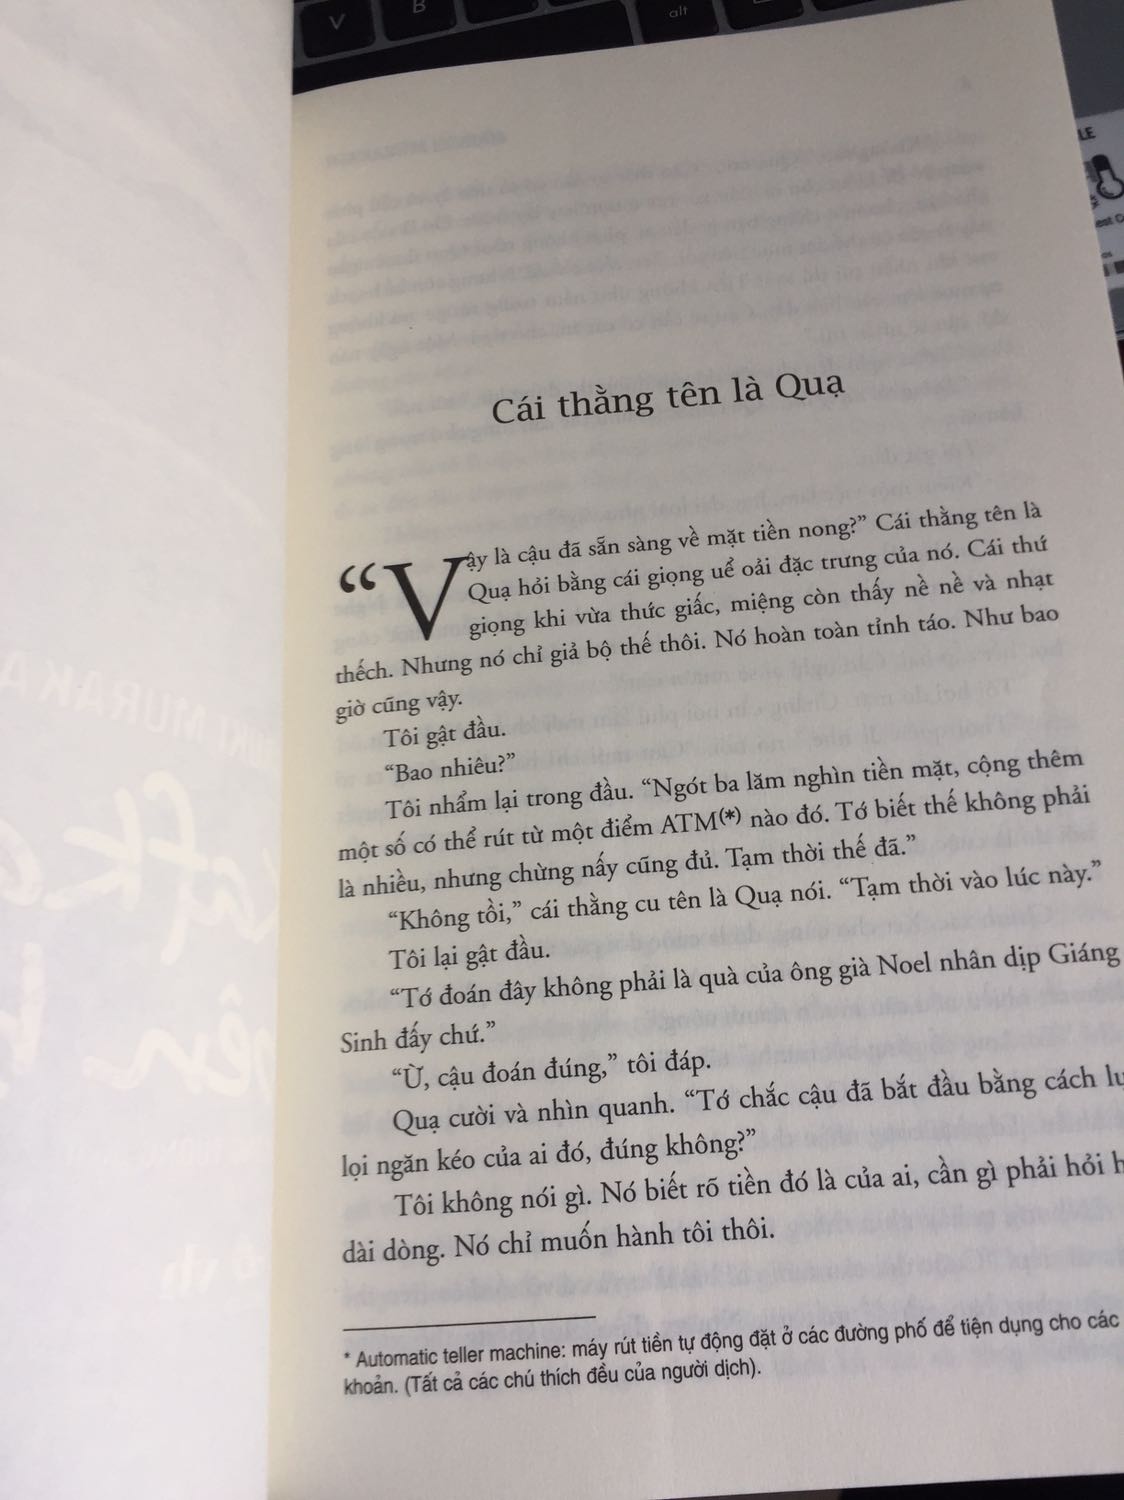 V
B
alt
LE
Cái thằng tên là Quạ
“Vậy là cậu đã sẵn sàng về mặt tiền nong?” Cái thằng tên là
Quạ hỏi bằng cái giọng uể oải đặc trưng của nó. Cái thứ
giọng khi vừa thức giấc, miệng còn thấy nề nề và nhạt
thếch. Nhưng nó chỉ giả bộ thế thôi. Nó hoàn toàn tỉnh táo. Như bao
giờ cũng vậy.
Tôi gật đầu.
“Bao nhiêu?”
Tôi nhẩm lại trong đầu. “Ngót ba lăm nghìn tiền mặt, cộng thêm
một số có thể rút từ một điểm ATM(*) nào đó. Tớ biết thế không phải
là nhiều, nhưng chừng nấy cũng đủ. Tạm thời thế đã.”
“Không tồi,” cái thằng cu tên là Quạ nói. “Tạm thời vào lúc này.”
Tôi lại gật đầu.
“Tớ đoán đây không phải là quà của ông già Noel nhân dịp Giáng
Sinh đấy chứ.”
“Ừ, cậu đoán đúng,” tôi đáp.
Quạ cười và nhìn quanh. “Tớ chắc cậu đã bắt đầu bằng cách
lọi ngăn kéo của ai đó, đúng không?”
Tôi không nói gì. Nó biết rõ tiền đó là của ai, cần gì phải hỏi
dài dòng. Nó chỉ muốn hành tôi thôi.
* Automatic teller machine: máy rút tiền tự động đặt ở các đường phố để tiện dụng cho các
khoản. (Tất cả các chú thích đều của người dịch).